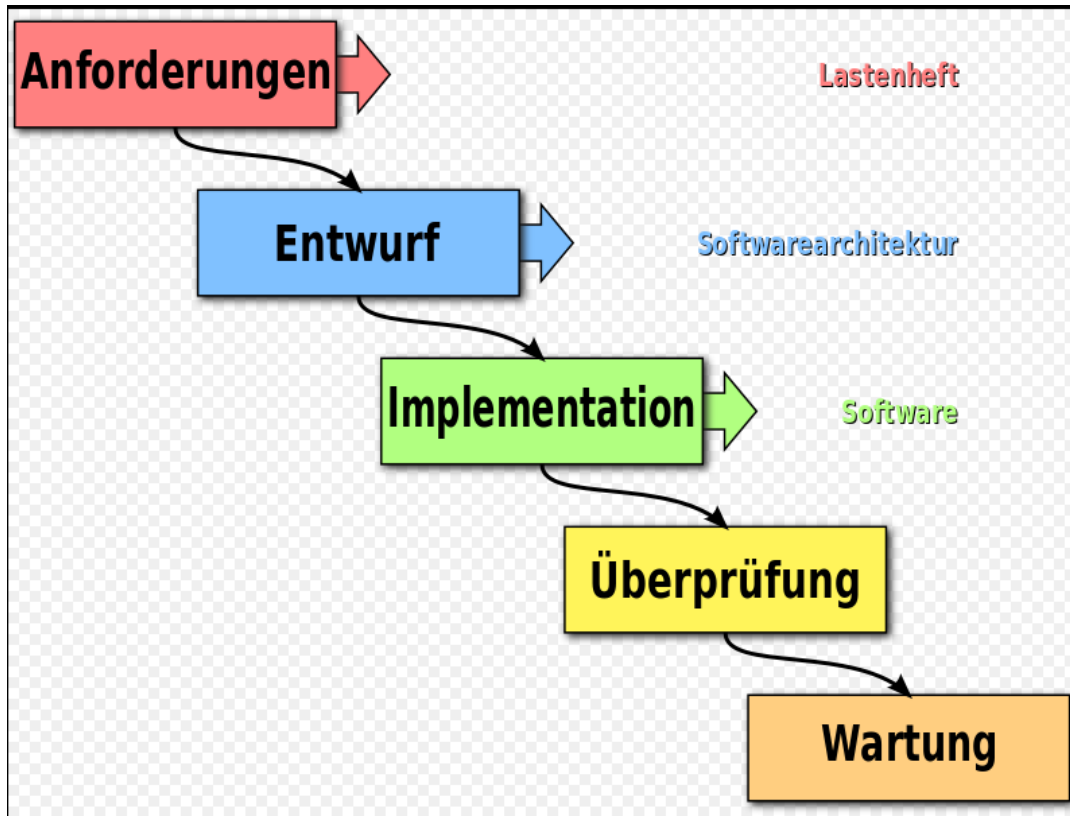 Anforderungen
Lastenheft
Entwurf
Softwarearchitektur
Implementation
Software
Überprüfung
Wartung